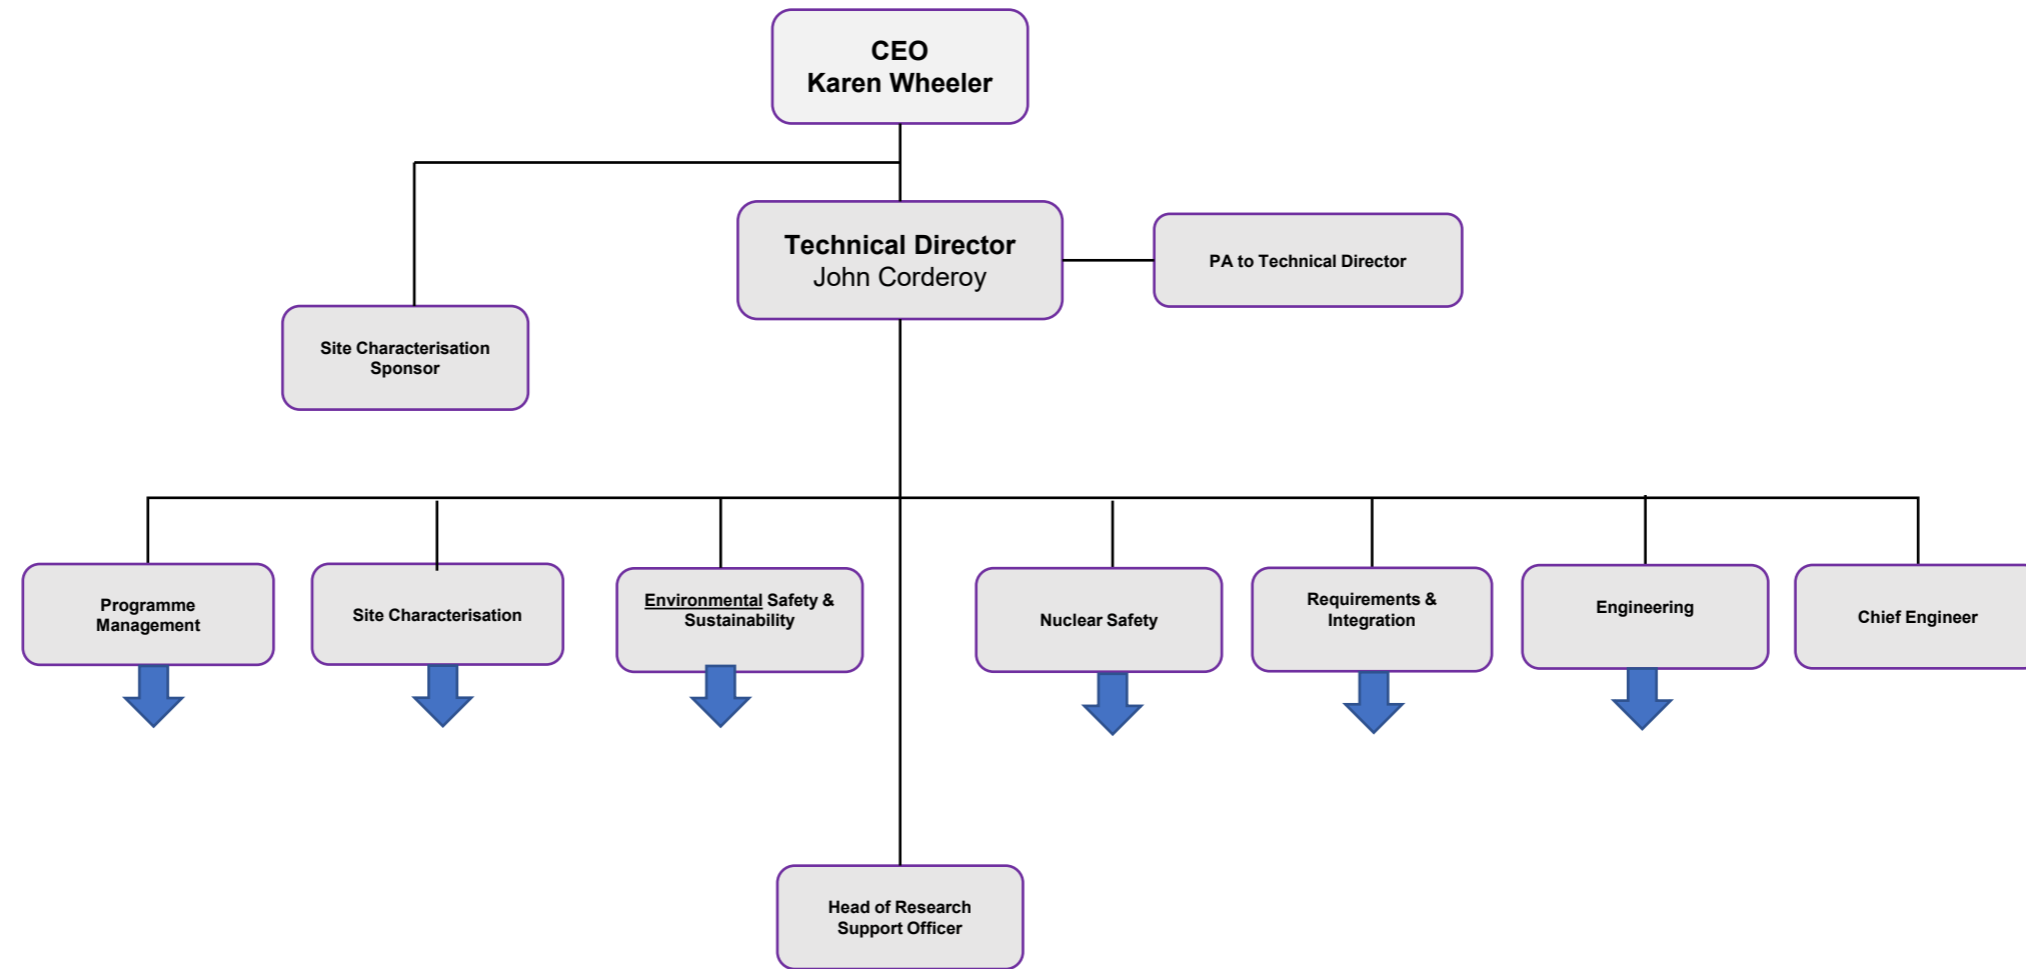 CEO
Karen Wheeler
Technical Director
John Corderoy
PA to Technical Director
Site Characterisation
Sponsor
Programme
Management
Site Characterisation
Environmental Safety &
Sustainability
Nuclear Safety
Requirements &
Integration
Engineering
Chief Engineer
Head of Research
Support Officer